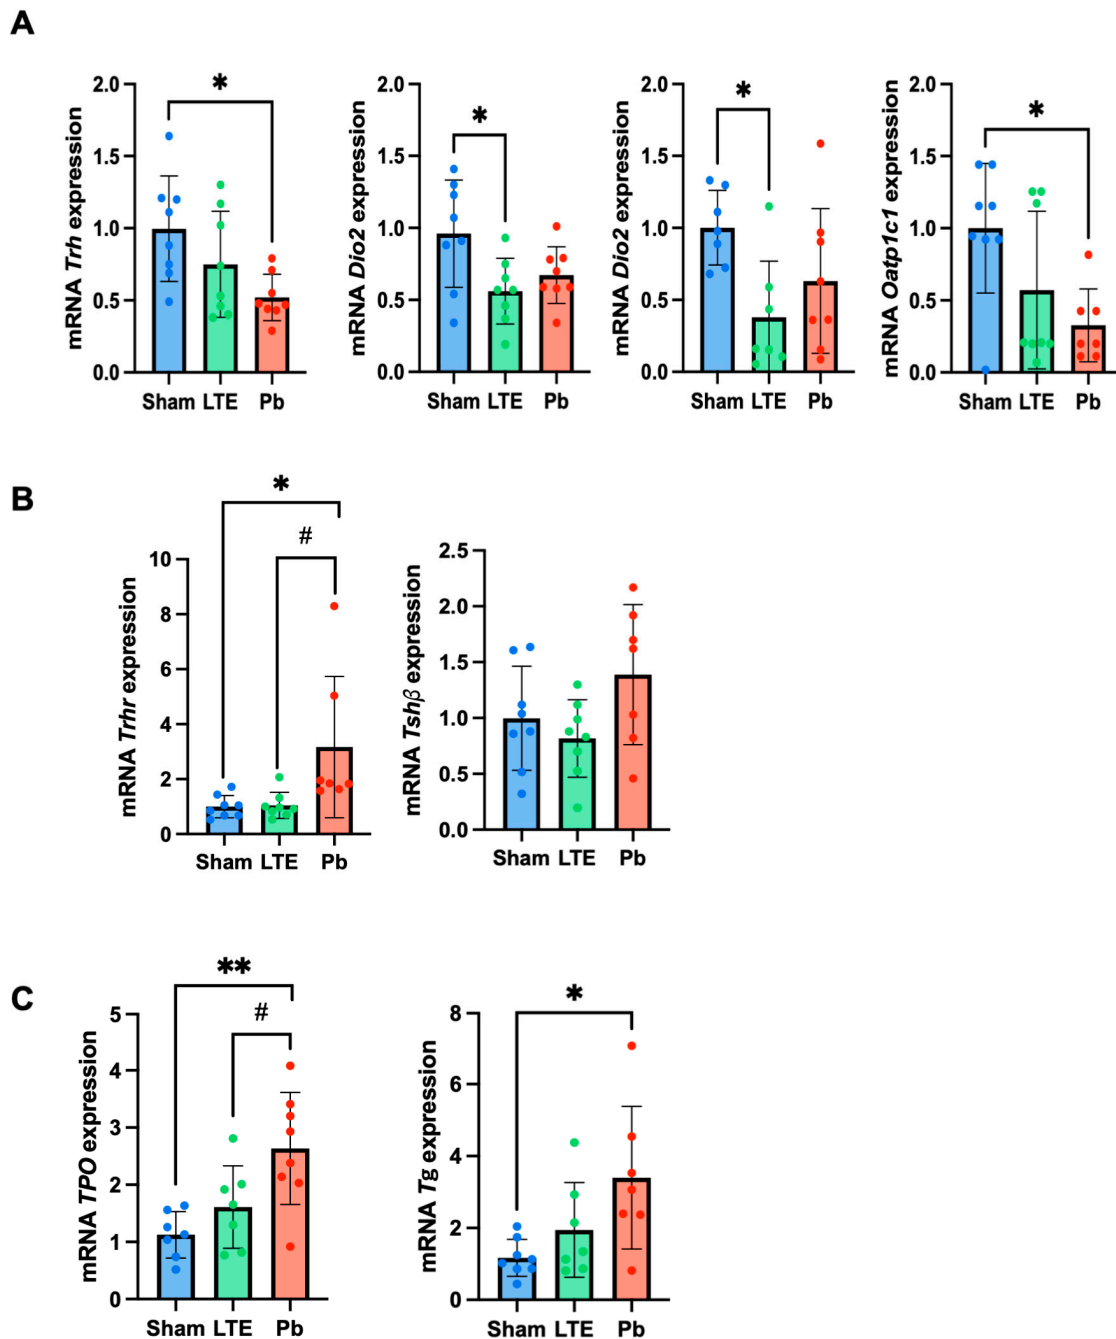 A
mRNA Trh expression
2.0
1.5
1.0
0.5
0.0
*
Sham LTE Pb
mRNA Dio2 expression
2.0
1.5
1.0
0.5
0.0
*
Sham LTE Pb
mRNA Dio2 expression
2.0
1.5
1.0
0.5
0.0
*
Sham LTE Pb
mRNA Oatp1c1 expression
2.0
1.5
1.0
0.5
0.0
*
Sham LTE Pb
B
mRNA Trhr expression
10
8
6
4
2
0
*
#
Sham LTE Pb
mRNA Tshβ expression
2.5
2.0
1.5
1.0
0.5
0.0
Sham LTE Pb
C
mRNA TPO expression
5
4
3
2
1
0
**
#
Sham LTE Pb
mRNA Tg expression
8
6
4
2
0
*
Sham LTE Pb